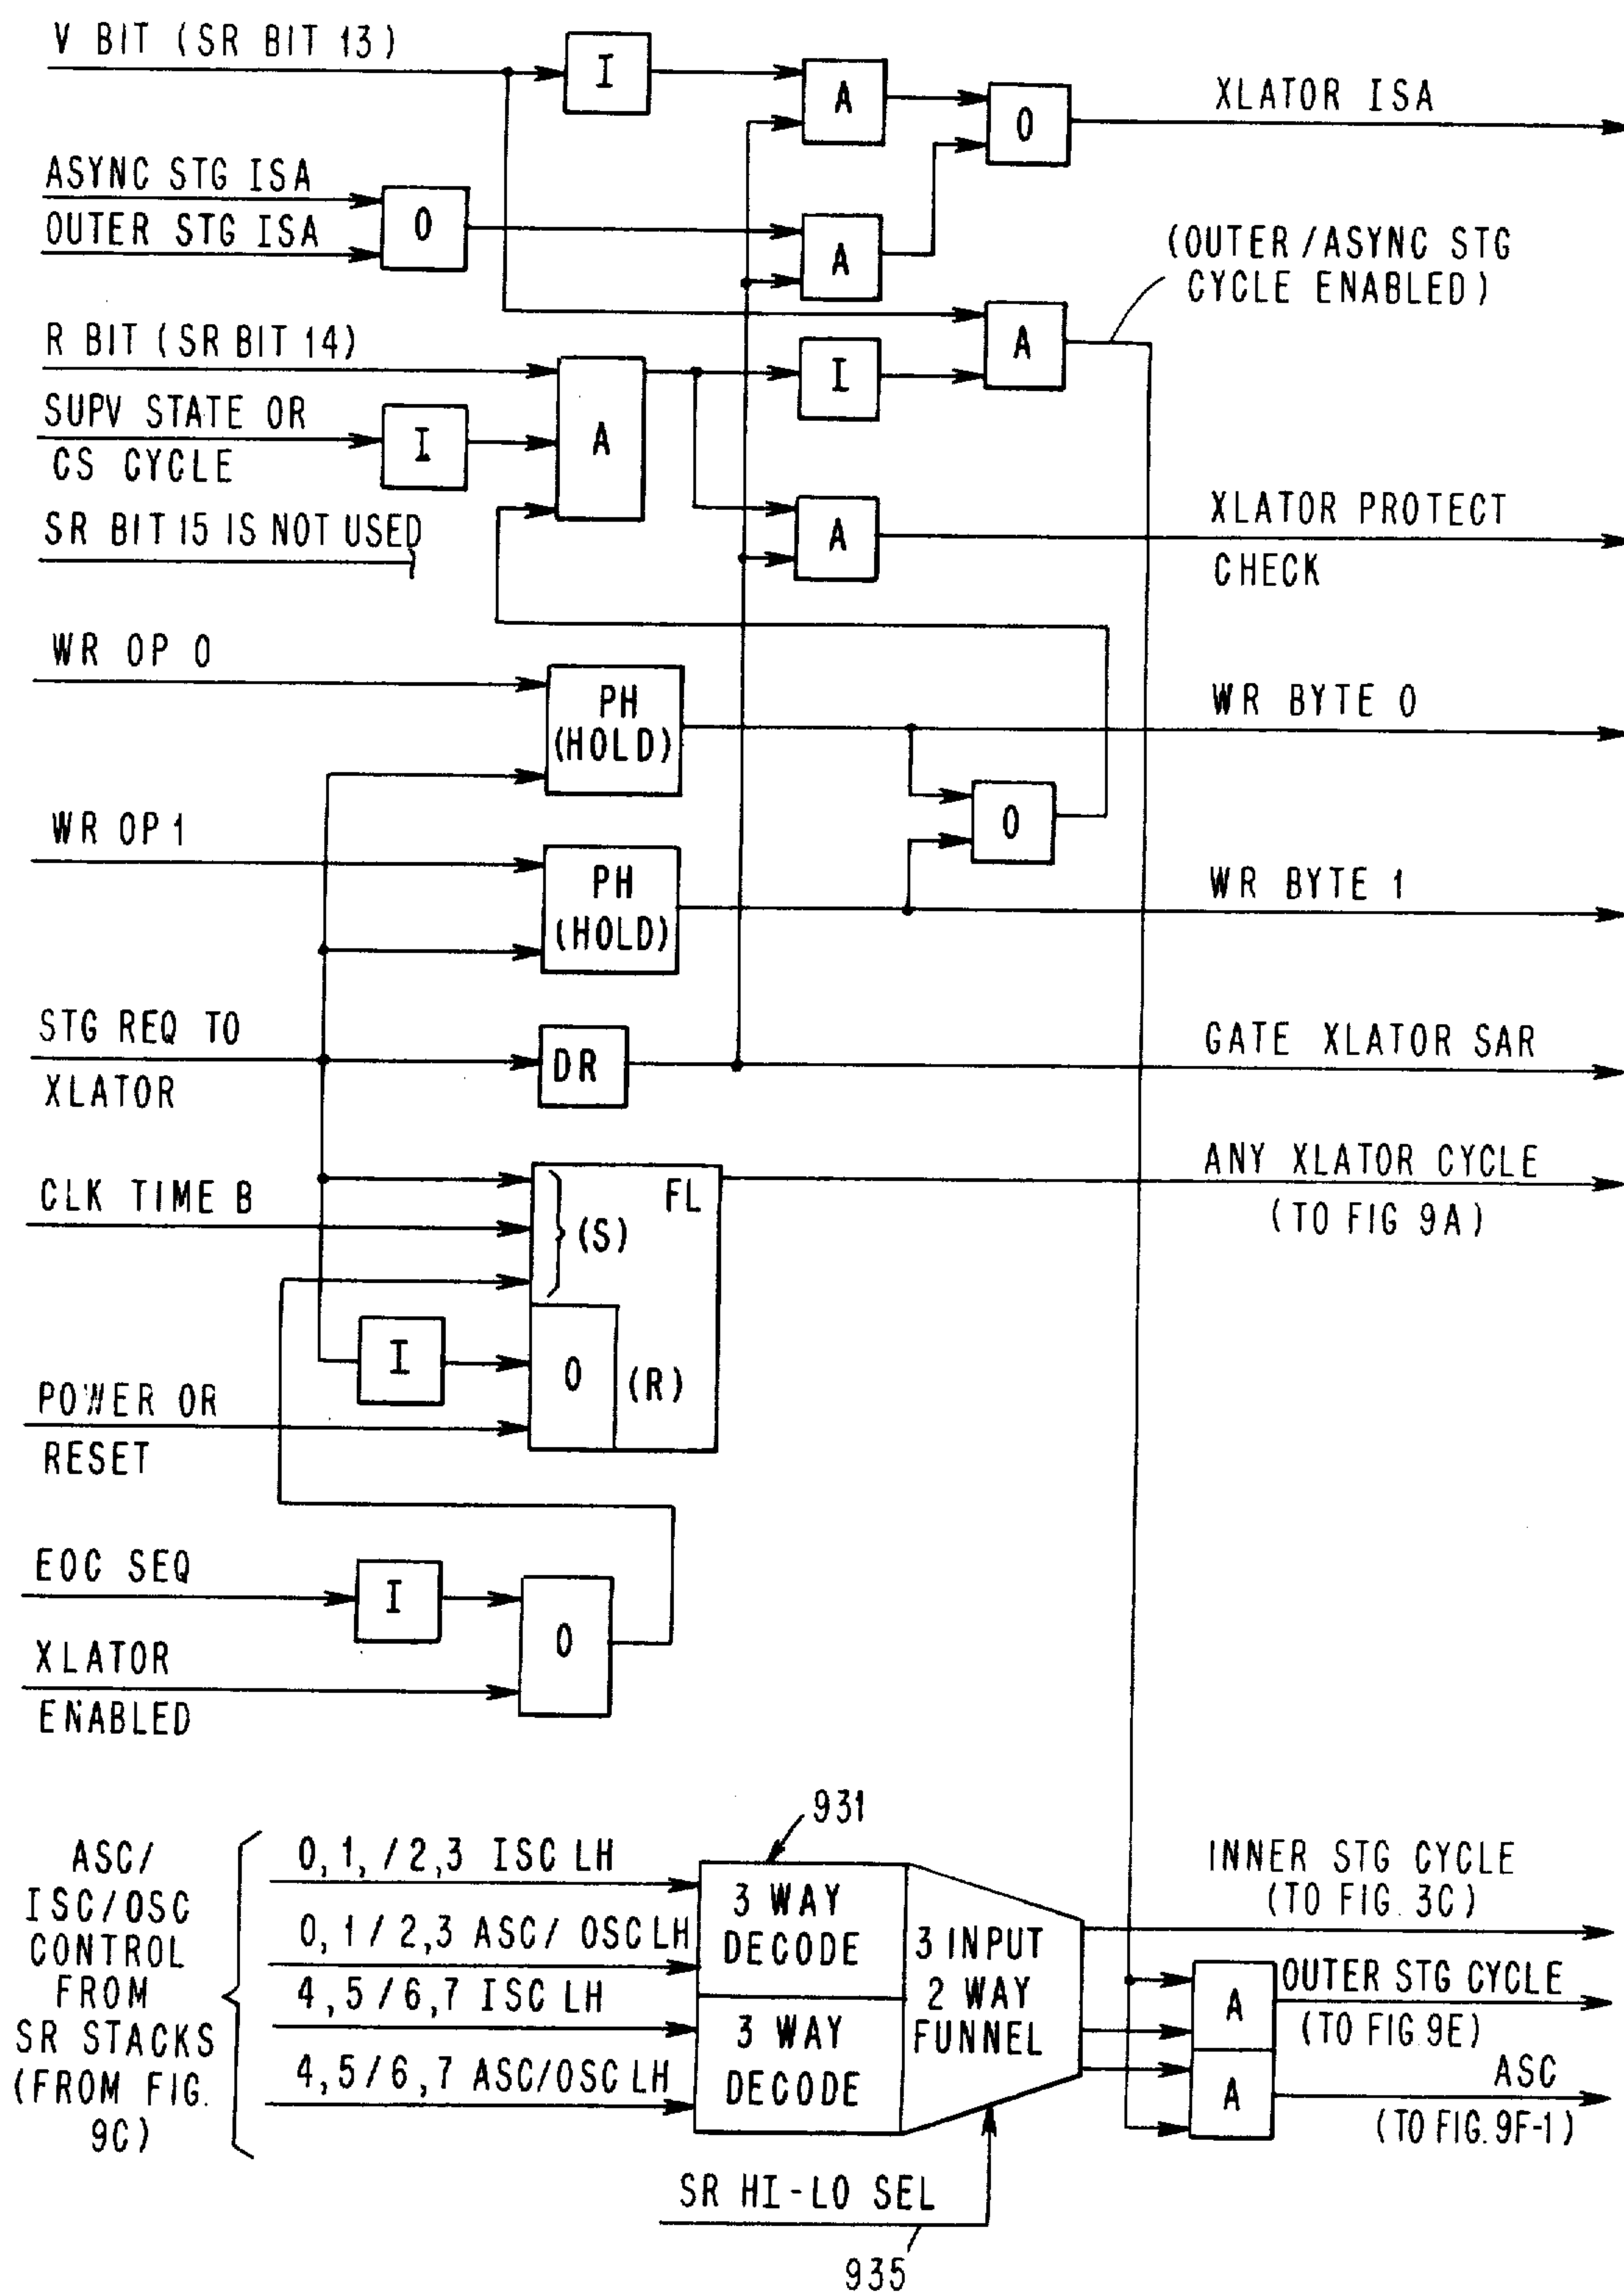 V BIT (SR BIT 13)
I
A
O
XLATOR ISA
ASYNC STG ISA
OUTER STG ISA
O
A
(OUTER/ASYNC STG
CYCLE ENABLED)
R BIT (SR BIT 14)
A
I
A
SUPV STATE OR
CS CYCLE
I
SR BIT 15 IS NOT USED
A
XLATOR PROTECT
CHECK
WR OP 0
PH
(HOLD)
WR BYTE 0
O
WR OP 1
PH
(HOLD)
WR BYTE 1
STG REQ TO
XLATOR
DR
GATE XLATOR SAR
CLK TIME B
FL
(S)
ANY XLATOR CYCLE
(TO FIG 9A)
I
O
(R)
POWER OR
RESET
EOC SEQ
I
O
XLATOR
ENABLED
931
ASC/
ISC/OSC
CONTROL
FROM
SR STACKS
(FROM FIG.
9C)
0, 1, / 2,3 ISC LH
0, 1 / 2,3 ASC/ OSC LH
4, 5 / 6, 7 ISC LH
4, 5 / 6, 7 ASC/OSC LH
3 WAY
DECODE
3 WAY
DECODE
3 INPUT
2 WAY
FUNNEL
INNER STG CYCLE
(TO FIG. 3C)
A
OUTER STG CYCLE
(TO FIG. 9E)
A
ASC
(TO FIG. 9F-1)
SR HI-LO SEL
935